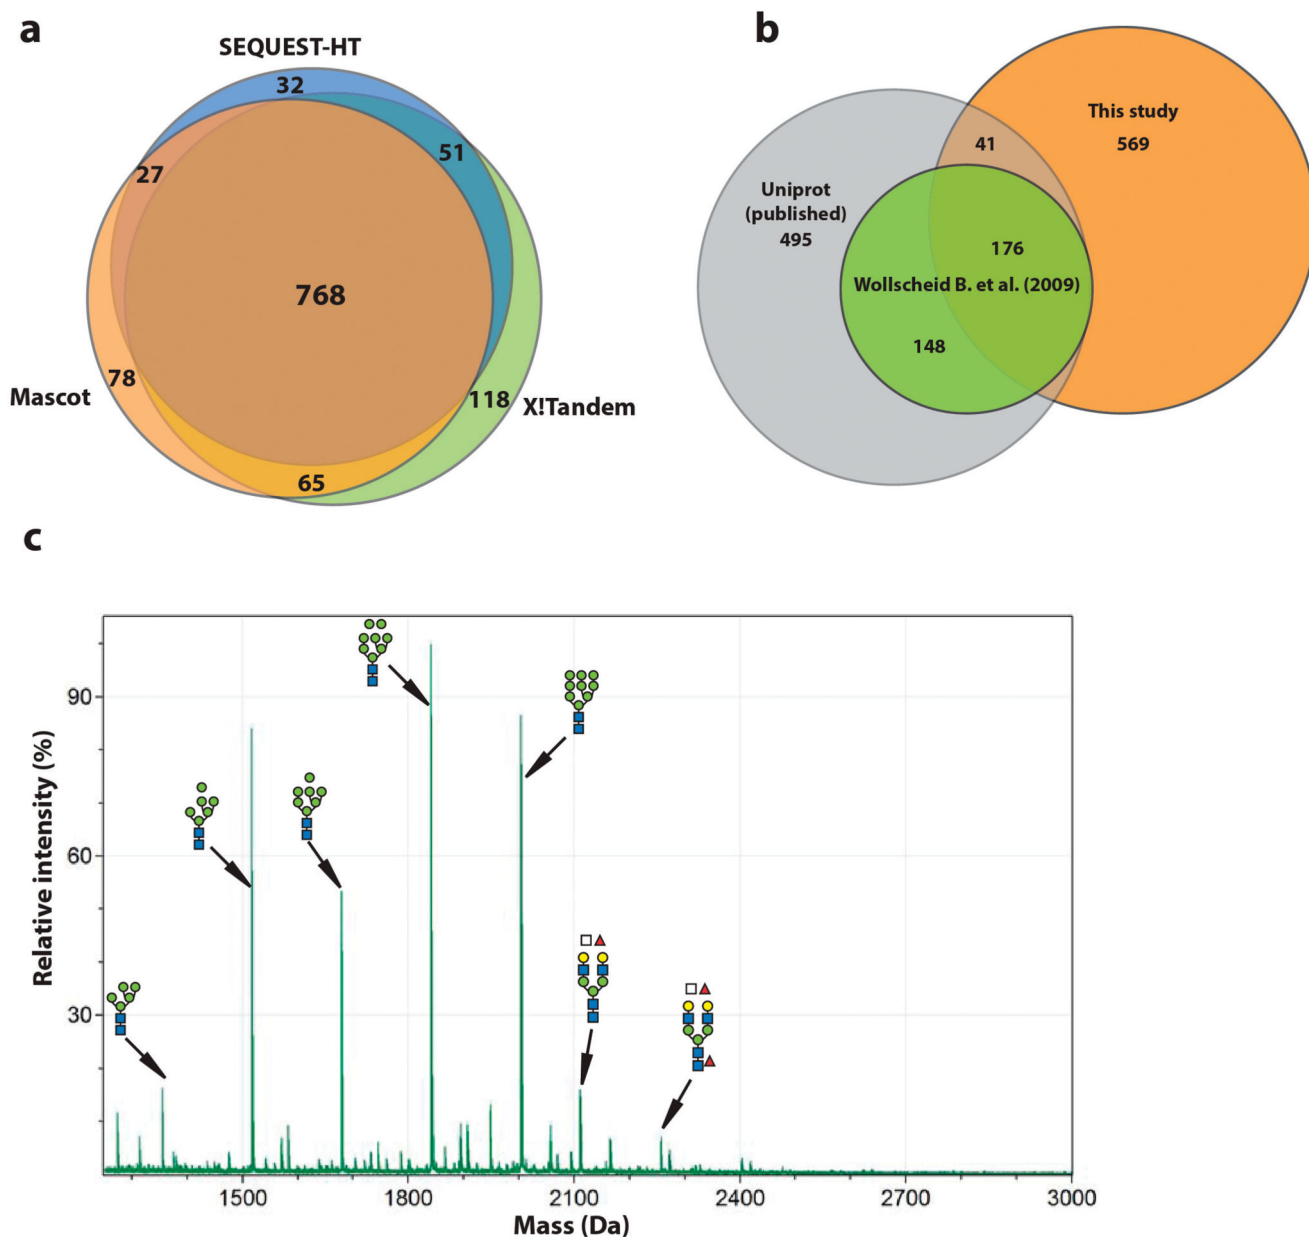 a
SEQUEST-HT
32
51
27
768
78
Mascot
118
X!Tandem
65
b
This study
569
41
Uniprot
(published)
495
176
Wollscheid B. et al. (2009)
148
c
Relative intensity (%)
90
60
30
1500
1800
2100
2400
2700
3000
Mass (Da)